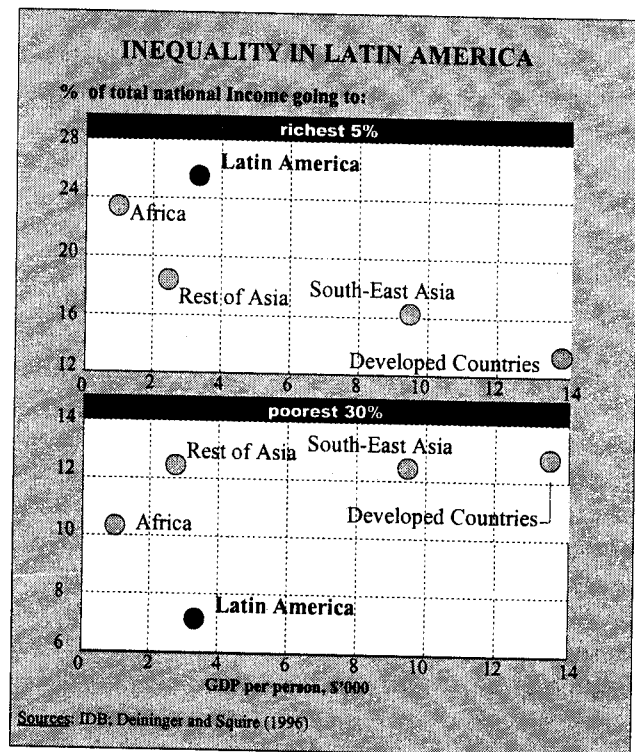 INEQUALITY IN LATIN AMERICA
% of total national Income going to:
richest 5%
28
Latin America
24
Africa
20
Rest of Asia
South-East Asia
16
Developed Countries
12
0 2 4 6 8 10 12 14
poorest 30%
14
Rest of Asia
South-East Asia
12
Developed Countries
Africa
10
8
Latin America
6
0 2 4 6 8 10 12 14
GDP per person, $'000
Sources: IDB; Deininger and Squire (1996)